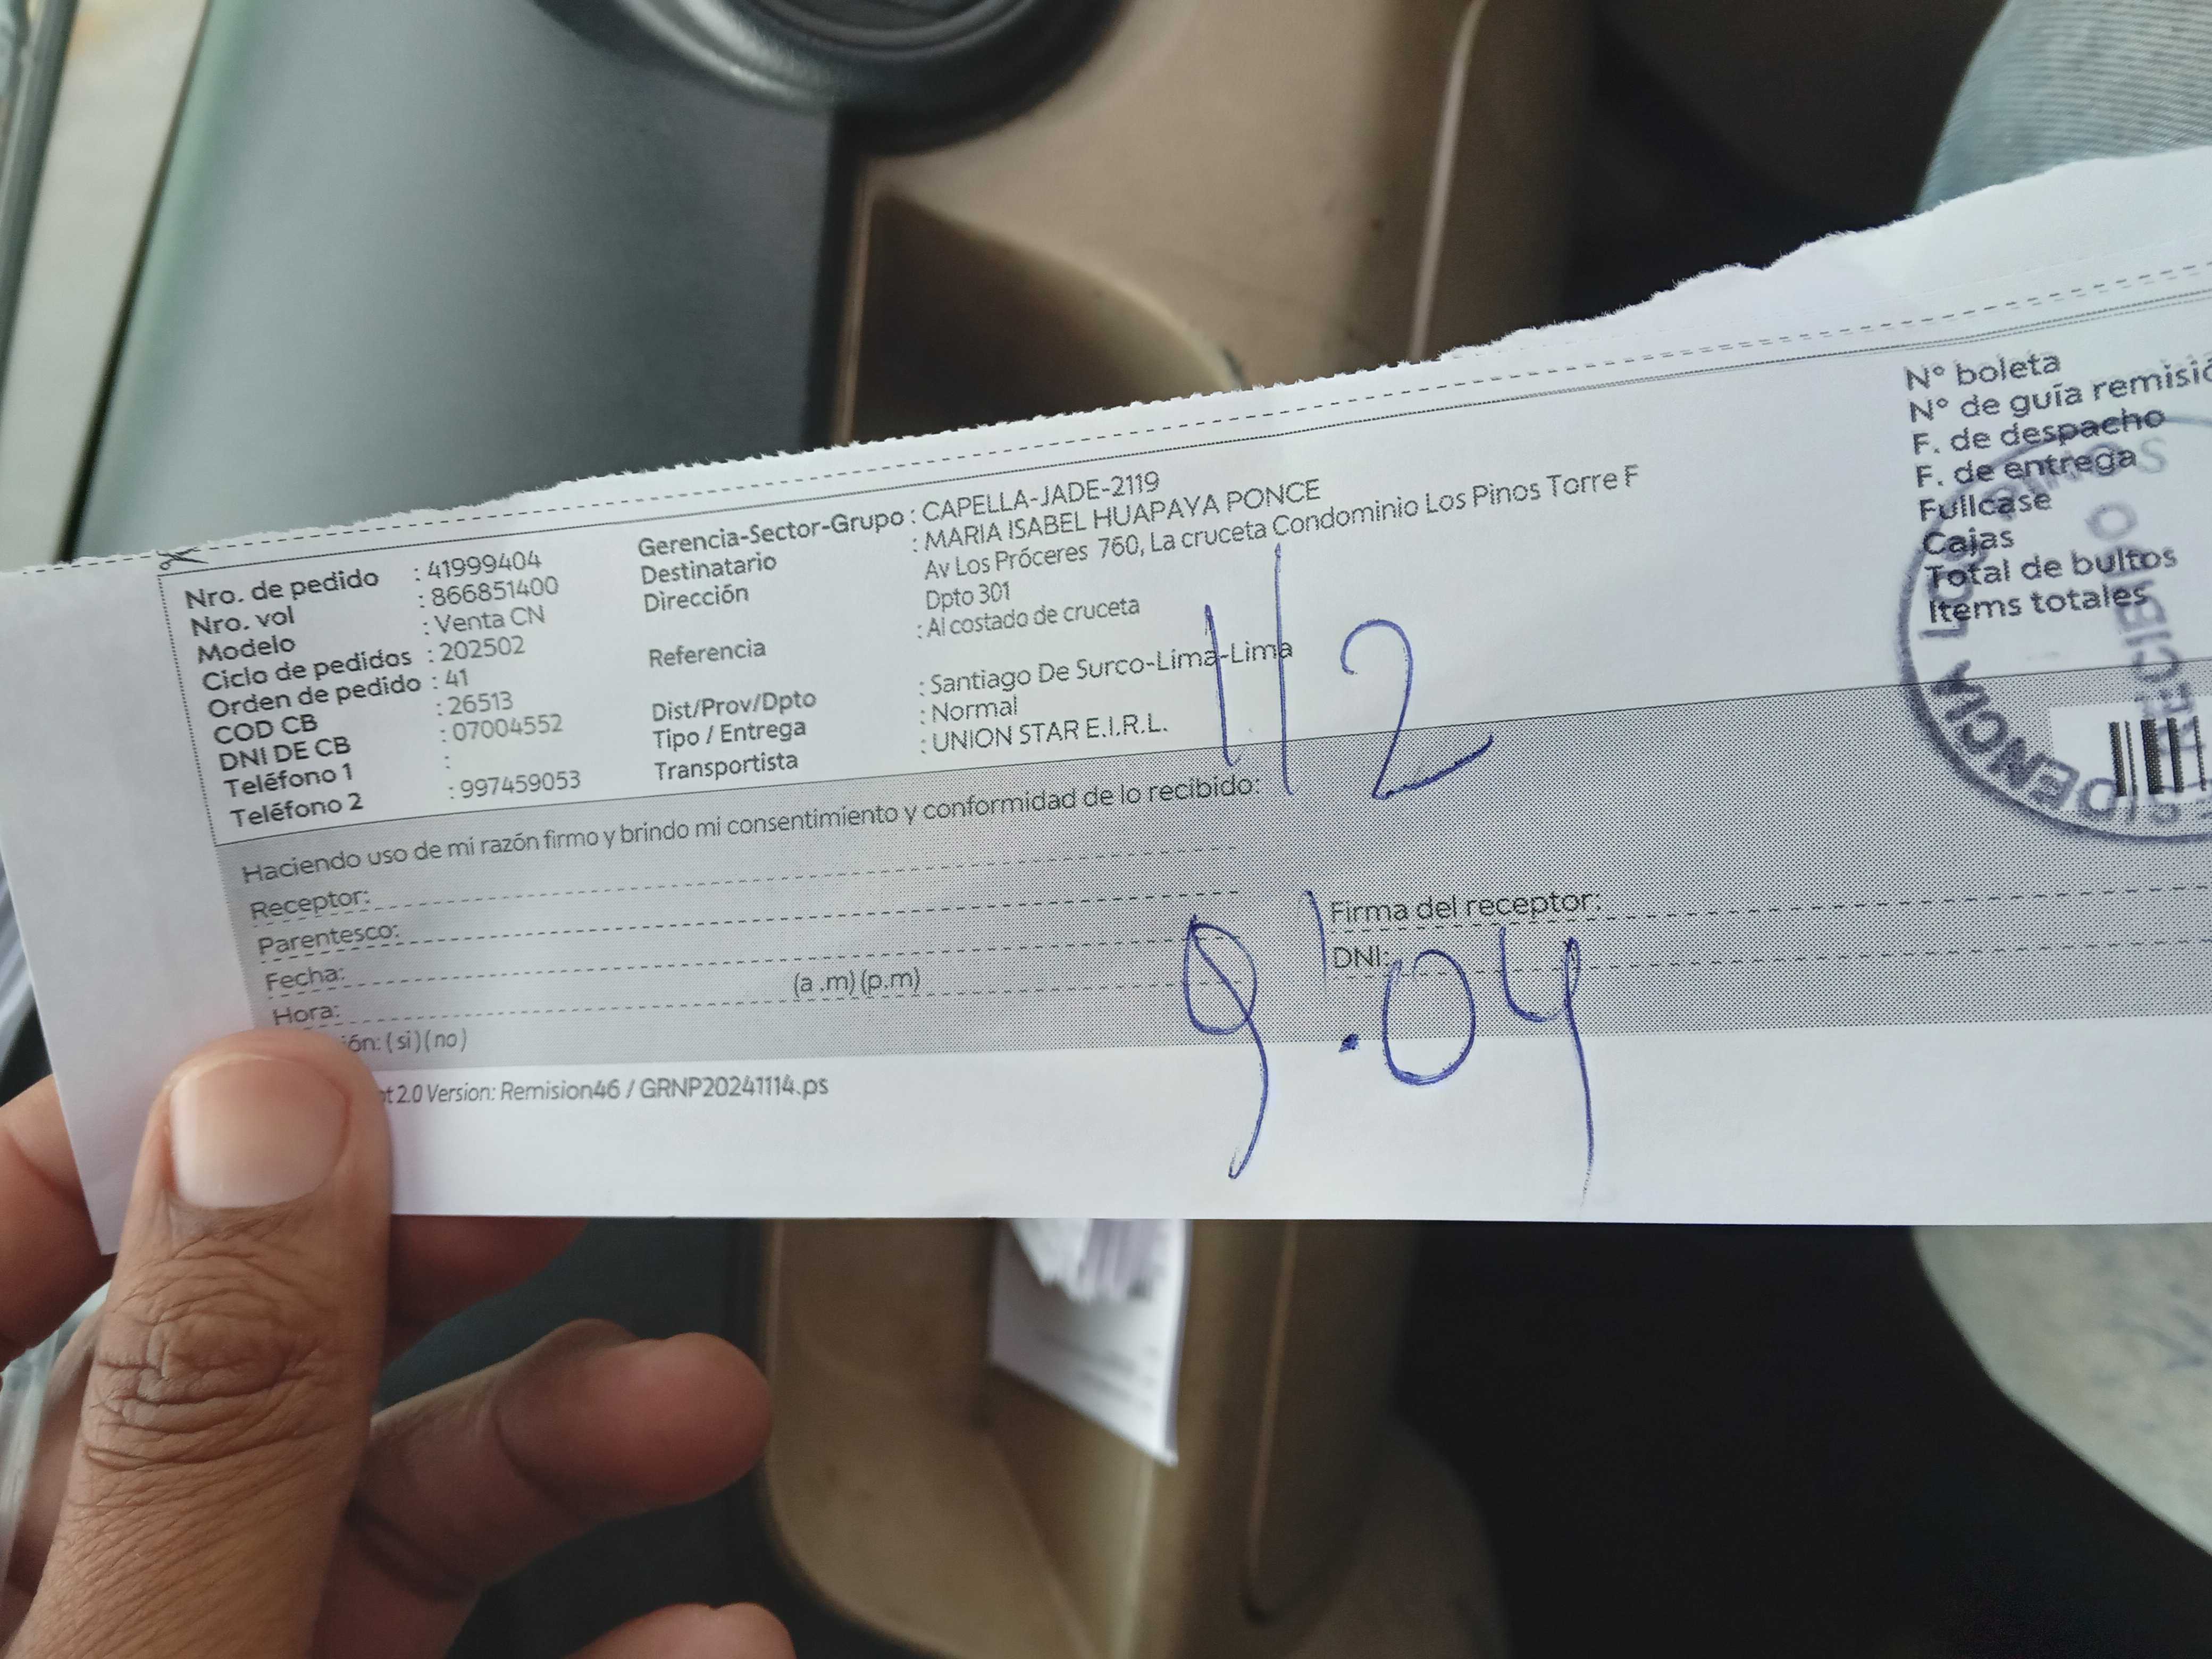 Nro. de pedido : 41999404
Nro. vol : 866851400
Modelo : Venta CN
Ciclo de pedidos : 202502
Orden de pedido : 41
COD CB : 26513
DNI DE CB : 07004552
Teléfono 1 :
Teléfono 2 : 997459053
Gerencia-Sector-Grupo : CAPELLA-JADE-2119
Destinatario : MARIA ISABEL HUAPAYA PONCE
Dirección Av Los Próceres 760, La cruceta Condominio Los Pinos Torre F
Dpto 301
Referencia : Al costado de cruceta
Dist/Prov/Dpto : Santiago De Surco-Lima-Lima
Tipo / Entrega : Normal
Transportista : UNION STAR E.I.R.L.
N° boleta
N° de guía remisió
F. de despacho
F. de entrega
Fullcase
Cajas
Total de bultos
Items totales
PINOS
RECIBIDO
112
Haciendo uso de mi razón firmo y brindo mi consentimiento y conformidad de lo recibido:
Receptor:
Parentesco:
Fecha:
Hora: (a .m) (p.m)
ión: ( si ) ( no )
Firma del receptor:
DNI:
9.04
2.0 Version: Remision46 / GRNP20241114.ps